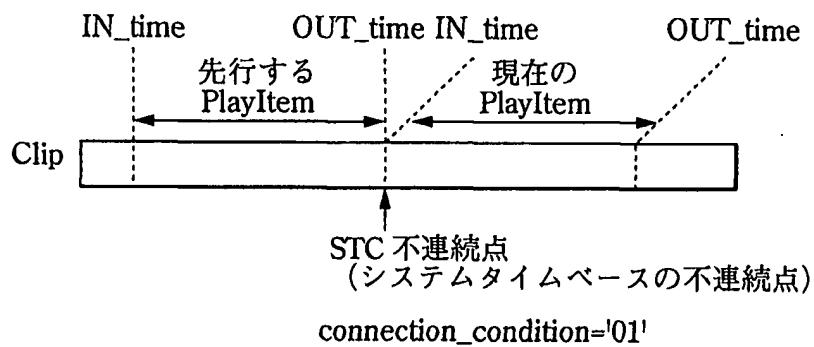 IN_time OUT_time IN_time OUT_time
先行する 現在の
PlayItem PlayItem
Clip
STC 不連続点
(システムタイムベースの不連続点)
connection_condition='01'